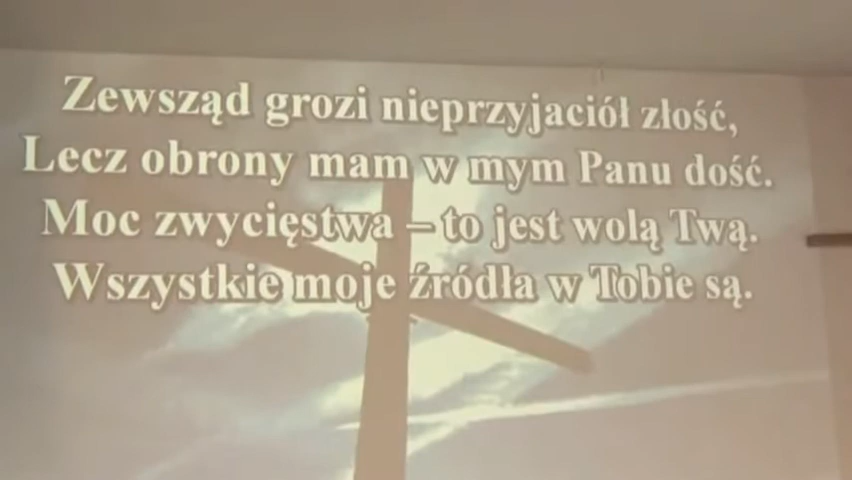 Zewsząd grozi nieprzyjaciół złość,
Lecz obrony mam w mym Panu dość.
Moc zwycięstwa – to jest wolą Twą.
Wszystkie moje źródła w Tobie są.